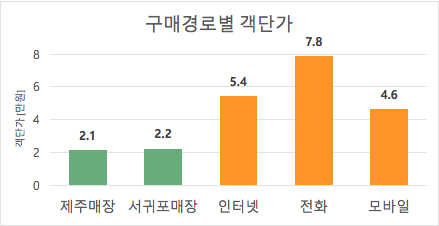 구매경로별 객단가
객단가 [만원]
8
6
4
2
0
2.1
2.2
5.4
7.8
4.6
제주매장
서귀포매장
인터넷
전화
모바일